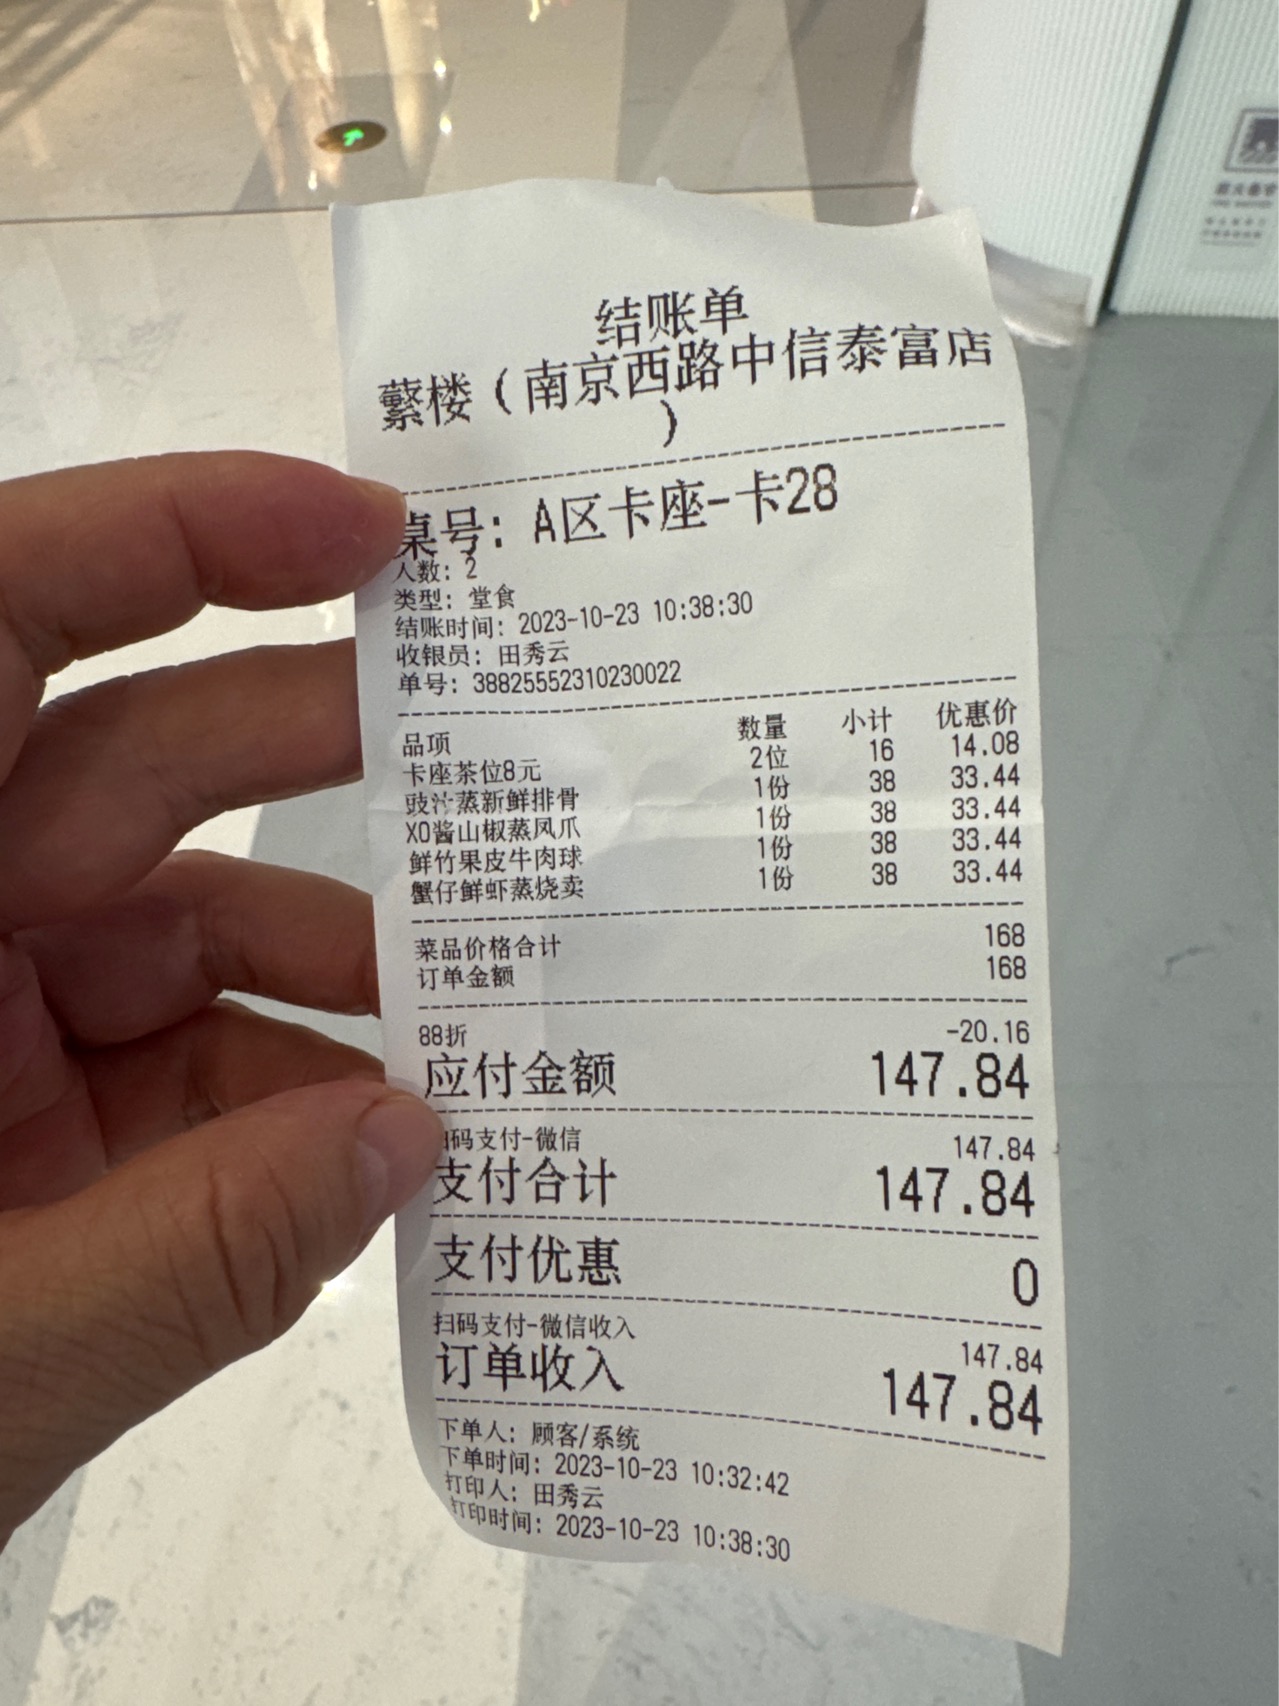 结账单
蘩楼（南京西路中信泰富店
）
桌号：A区卡座-卡28
人数：2
类型：堂食
结账时间：2023-10-23 10:38:30
收银员：田秀云
单号：38825552310230022
品项 数量 小计 优惠价
卡座茶位8元 2位 16 14.08
豉汁蒸新鲜排骨 1份 38 33.44
XO酱山椒蒸凤爪 1份 38 33.44
鲜竹果皮牛肉球 1份 38 33.44
蟹仔鲜虾蒸烧卖 1份 38 33.44
菜品价格合计 168
订单金额 168
88折 -20.16
应付金额 147.84
扫码支付-微信 147.84
支付合计 147.84
支付优惠 0
扫码支付-微信收入 147.84
订单收入 147.84
下单人：顾客/系统
下单时间：2023-10-23 10:32:42
打印人：田秀云
打印时间：2023-10-23 10:38:30